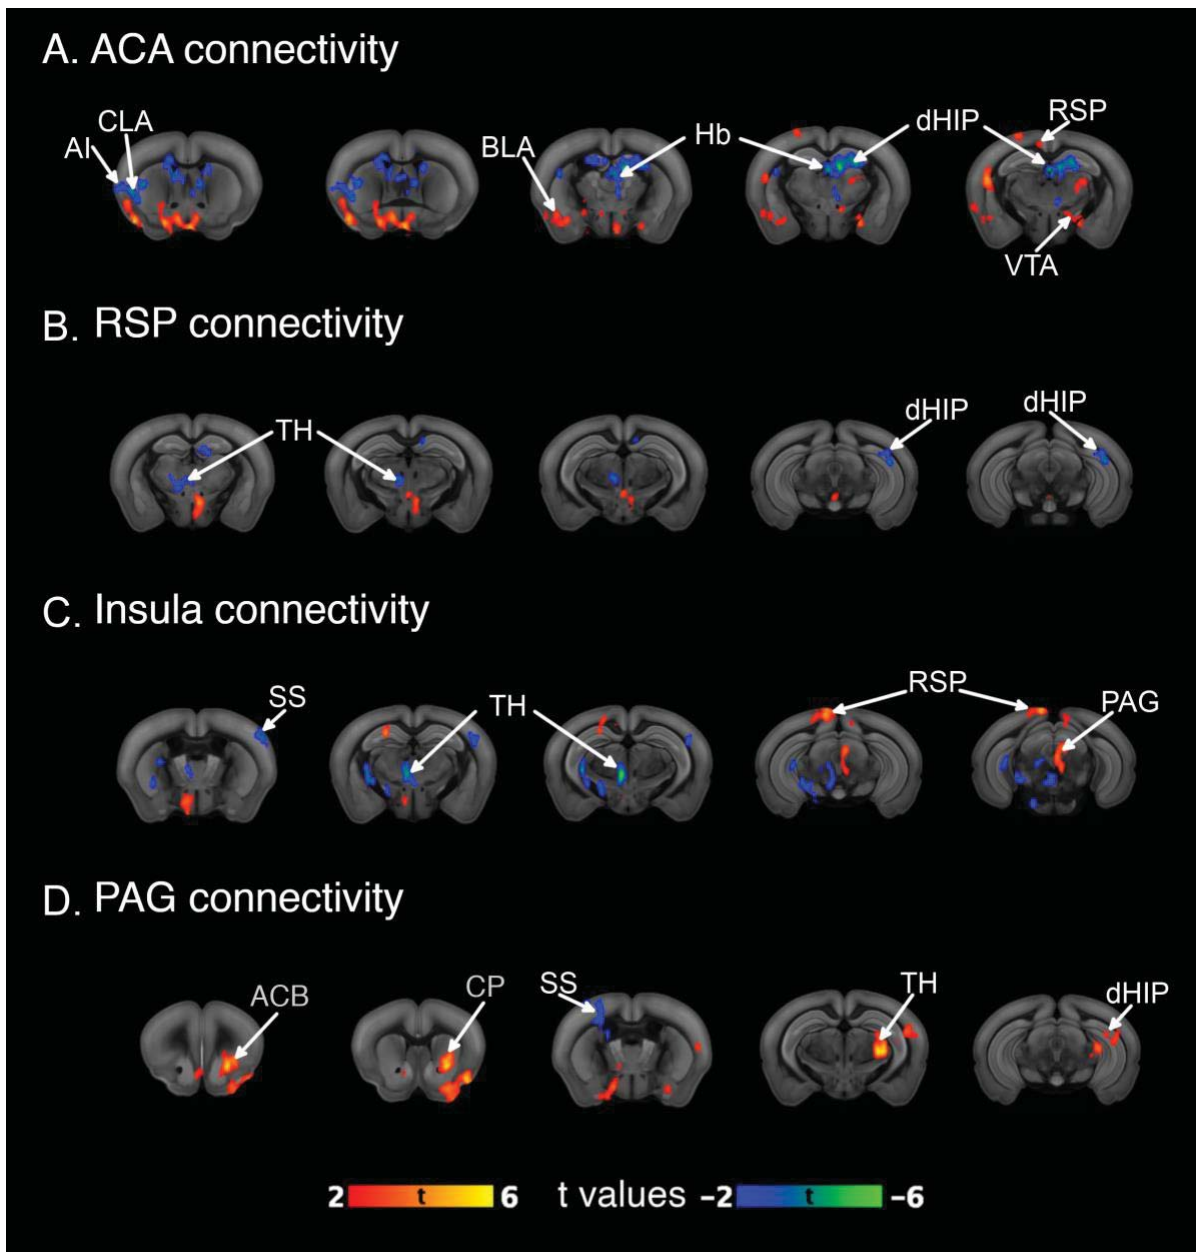 A. ACA connectivity
CLA
AI
BLA
Hb
dHIP
RSP
VTA
B. RSP connectivity
TH
dHIP
dHIP
C. Insula connectivity
SS
TH
RSP
PAG
D. PAG connectivity
ACB
CP
SS
TH
dHIP
2 t 6 t values −2 t −6